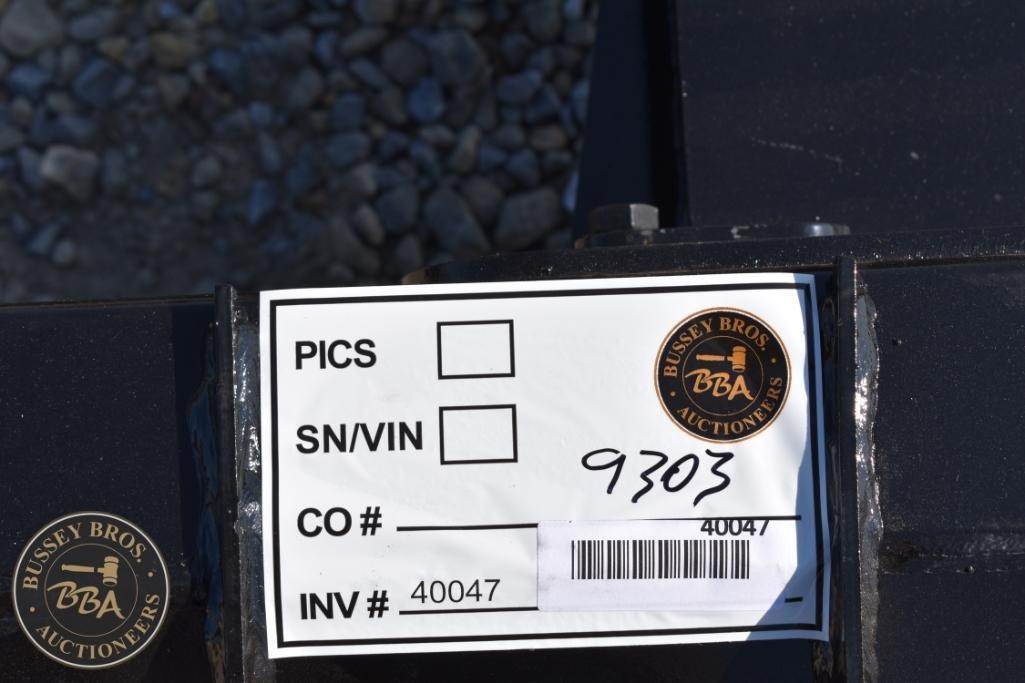 PICS
BUSSEY BROS.
BBA
AUCTIONEERS
SN/VIN
9303
CO #
40047
INV # 40047
BUSSEY BROS.
BBA
AUCTIONEERS